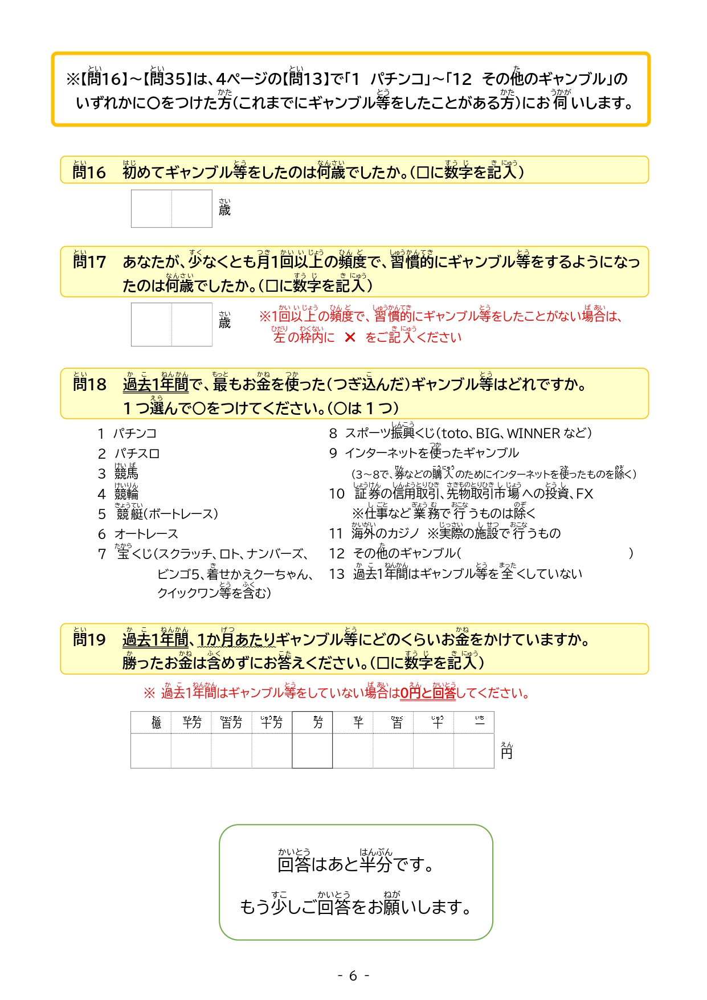 ※【問16】～【問35】は、4ページの【問13】で「1 パチンコ」～「12 その他のギャンブル」の
いずれかに○をつけた方(これまでにギャンブル等をしたことがある方)にお伺いします。
問16 初めてギャンブル等をしたのは何歳でしたか。(□に数字を記入)
歳
問17 あなたが、少なくとも月1回以上の頻度で、習慣的にギャンブル等をするようになっ
たのは何歳でしたか。(□に数字を記入)
歳
※1回以上の頻度で、習慣的にギャンブル等をしたことがない場合は、
左の枠内に × をご記入ください
問18 過去1年間で、最もお金を使った(つぎ込んだ)ギャンブル等はどれですか。
1つ選んで○をつけてください。(○は1つ)
1 パチンコ
2 パチスロ
3 競馬
4 競輪
5 競艇(ボートレース)
6 オートレース
7 宝くじ(スクラッチ、ロト、ナンバーズ、
ビンゴ5、着せかえクーちゃん、
クイックワン等を含む)
8 スポーツ振興くじ(toto、BIG、WINNERなど)
9 インターネットを使ったギャンブル
(3～8で、券などの購入のためにインターネットを使ったものを除く)
10 証券の信用取引、先物取引市場への投資、FX
※仕事など業務で行うものは除く
11 海外のカジノ ※実際の施設で行うもの
12 その他のギャンブル( )
13 過去1年間はギャンブル等を全くしていない
問19 過去1年間、1か月あたりギャンブル等にどのくらいお金をかけていますか。
勝ったお金は含めずにお答えください。(□に数字を記入)
※ 過去1年間はギャンブル等をしていない場合は0円と回答してください。
億 千万 百万 十万 万 千 百 十 一
円
回答はあと半分です。
もう少しご回答をお願いします。
- 6 -